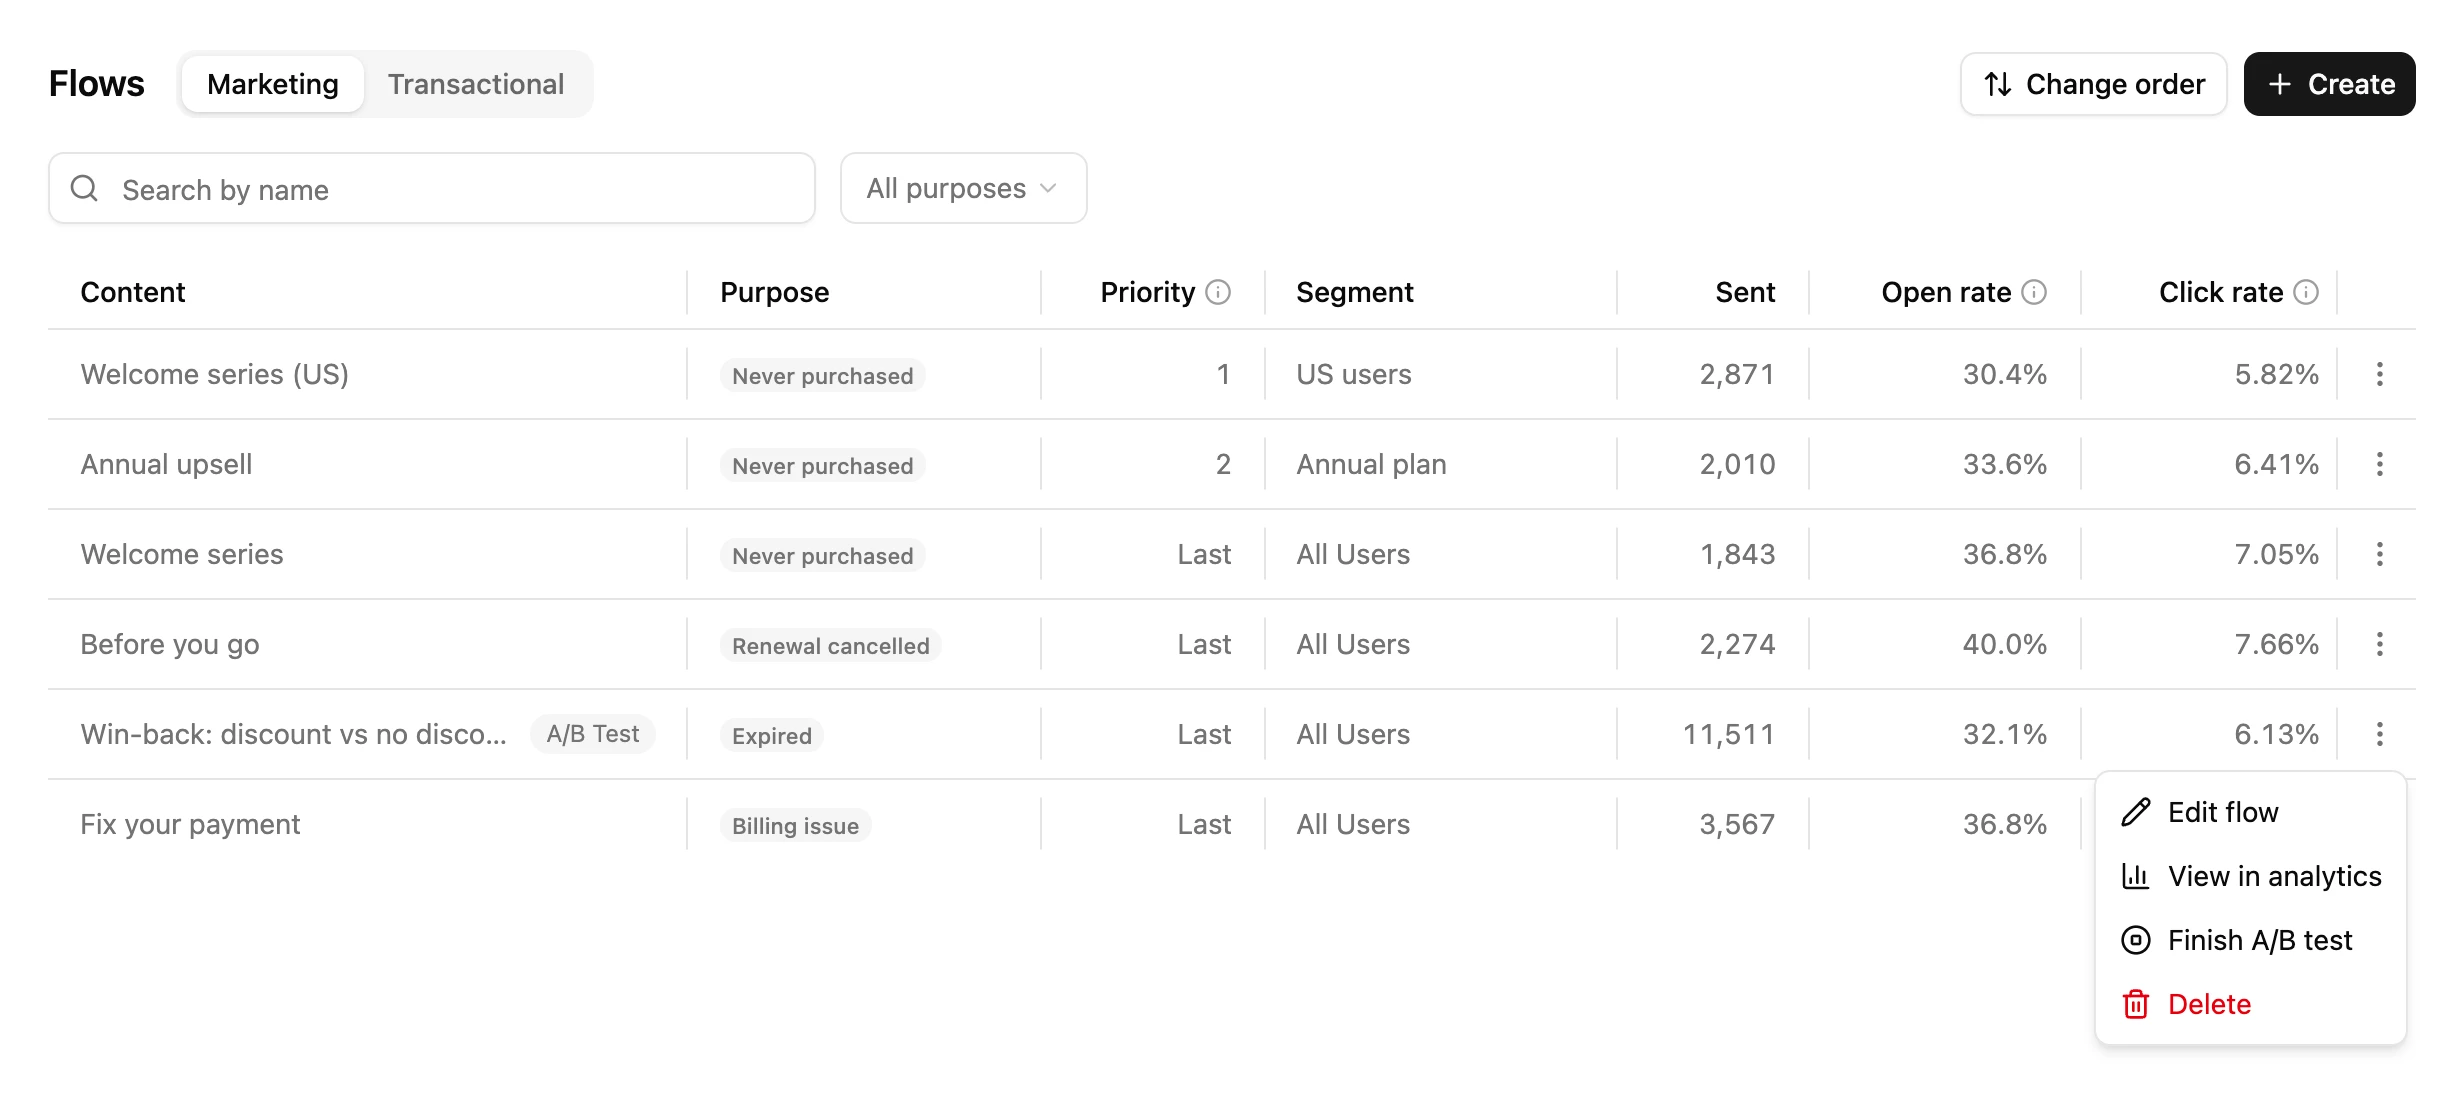 Flows Marketing Transactional Change order Create
Search by name All purposes
Content Purpose Priority Segment Sent Open rate Click rate
Welcome series (US) Never purchased 1 US users 2,871 30.4% 5.82%
Annual upsell Never purchased 2 Annual plan 2,010 33.6% 6.41%
Welcome series Never purchased Last All Users 1,843 36.8% 7.05%
Before you go Renewal cancelled Last All Users 2,274 40.0% 7.66%
Win-back: discount vs no disco... A/B Test Expired Last All Users 11,511 32.1% 6.13%
Fix your payment Billing issue Last All Users 3,567 36.8%
Edit flow
View in analytics
Finish A/B test
Delete